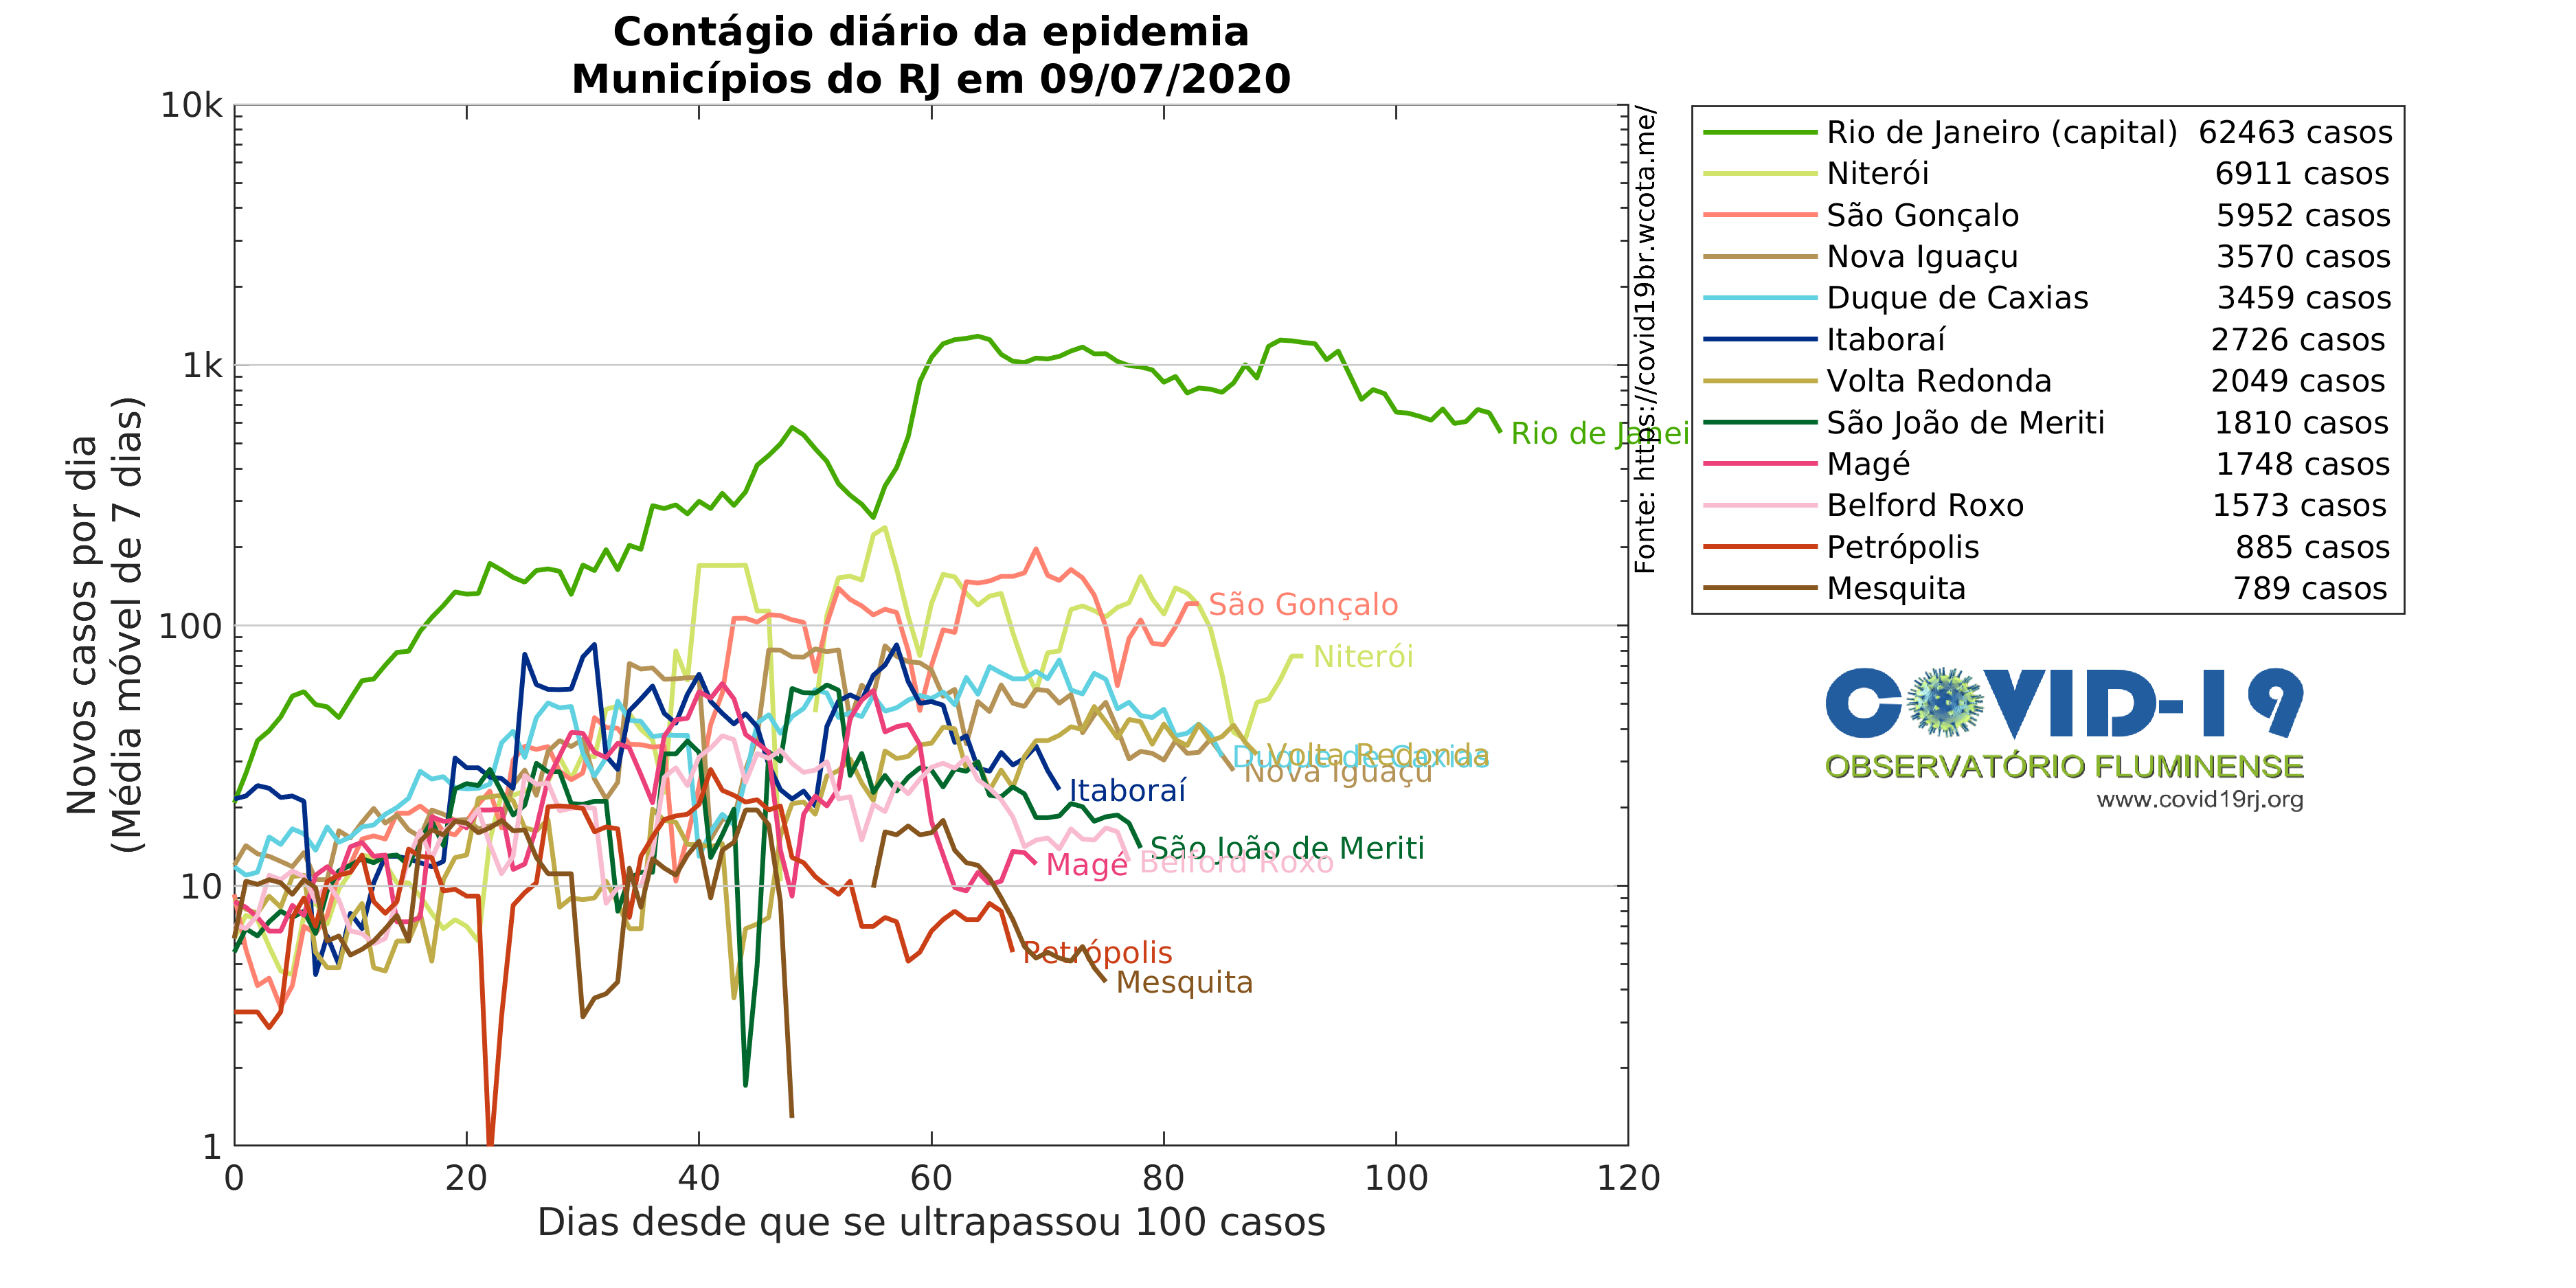 Contágio diário da epidemia
Municípios do RJ em 09/07/2020
Novos casos por dia
(Média móvel de 7 dias)
10k
1k
100
10
1
0 20 40 60 80 100 120
Dias desde que se ultrapassou 100 casos
Rio de Janei
São Gonçalo
Niterói
Volta Redonda
Duque de Caxias
Nova Iguaçu
Itaboraí
São João de Meriti
Magé
Belford Roxo
Petrópolis
Mesquita
Fonte: https://covid19br.wcota.me/
Rio de Janeiro (capital) 62463 casos
Niterói 6911 casos
São Gonçalo 5952 casos
Nova Iguaçu 3570 casos
Duque de Caxias 3459 casos
Itaboraí 2726 casos
Volta Redonda 2049 casos
São João de Meriti 1810 casos
Magé 1748 casos
Belford Roxo 1573 casos
Petrópolis 885 casos
Mesquita 789 casos
COVID-19
OBSERVATÓRIO FLUMINENSE
www.covid19rj.org